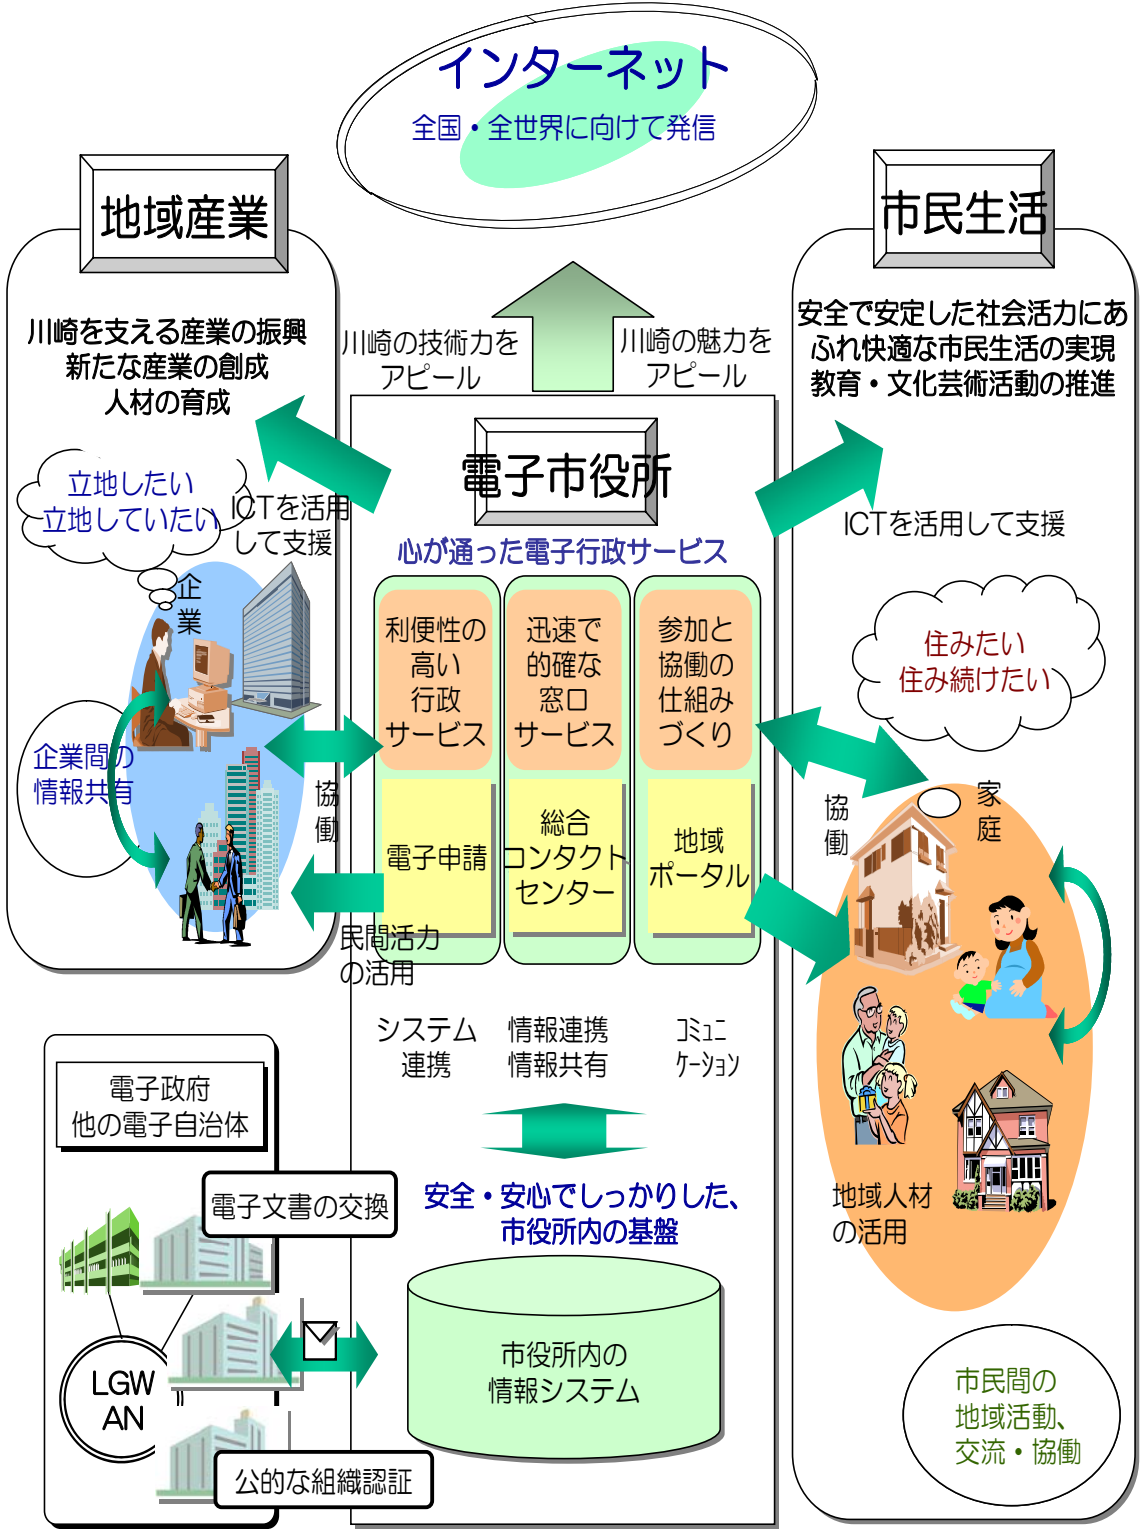 インターネット
全国・全世界に向けて発信
地域産業
川崎を支える産業の振興
新たな産業の創成
人材の育成
川崎の技術力を
アピール
川崎の魅力を
アピール
市民生活
安全で安定した社会活力にあ
ふれ快適な市民生活の実現
教育・文化芸術活動の推進
立地したい
立地していたい
ICTを活用
して支援
電子市役所
心が通った電子行政サービス
ICTを活用して支援
企
業
企業間の
情報共有
協
働
利便性の
高い
行政
サービス
迅速で
的確な
窓口
サービス
参加と
協働の
仕組み
づくり
電子申請
総合
コンタクト
センター
地域
ポータル
住みたい
住み続けたい
協
働
家
庭
民間活力
の活用
システム
連携
情報連携
情報共有
ｺﾐｭﾆ
ｹｰｼｮﾝ
地域人材
の活用
電子政府
他の電子自治体
電子文書の交換
安全・安心でしっかりした、
市役所内の基盤
LGW
AN
市役所内の
情報システム
公的な組織認証
市民間の
地域活動、
交流・協働